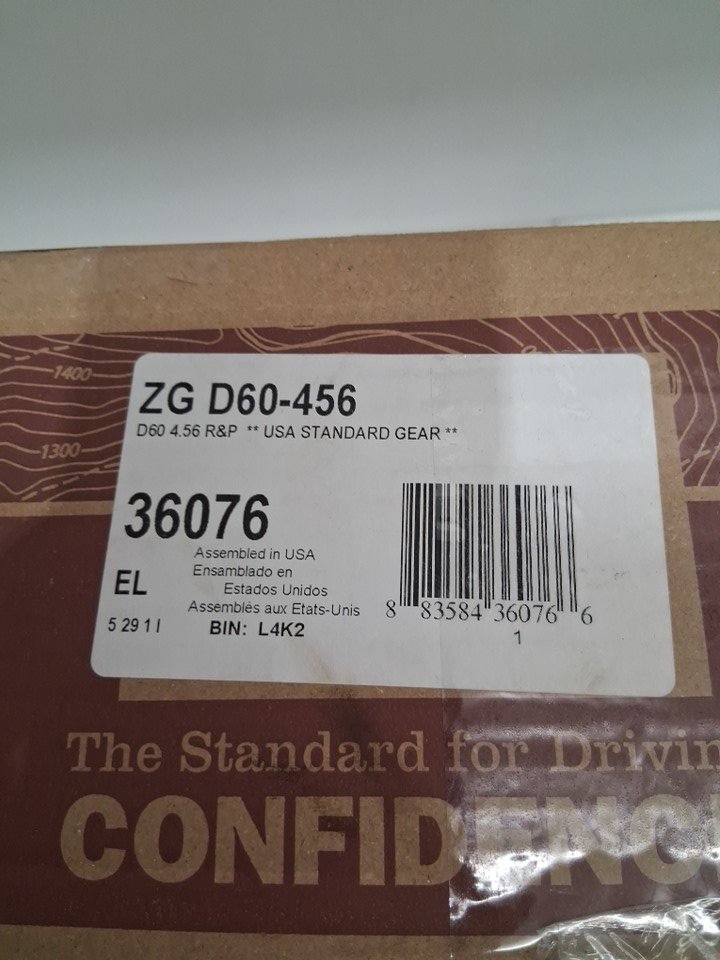 1400
1300
ZG D60-456
D60 4.56 R&P ** USA STANDARD GEAR **
36076
Assembled in USA
Ensamblado en
Estados Unidos
Assemblés aux Etats-Unis
EL
5 29 1 I
BIN: L4K2
8 83584 36076 6
1
The Standard for Drivin
CONFIDENC